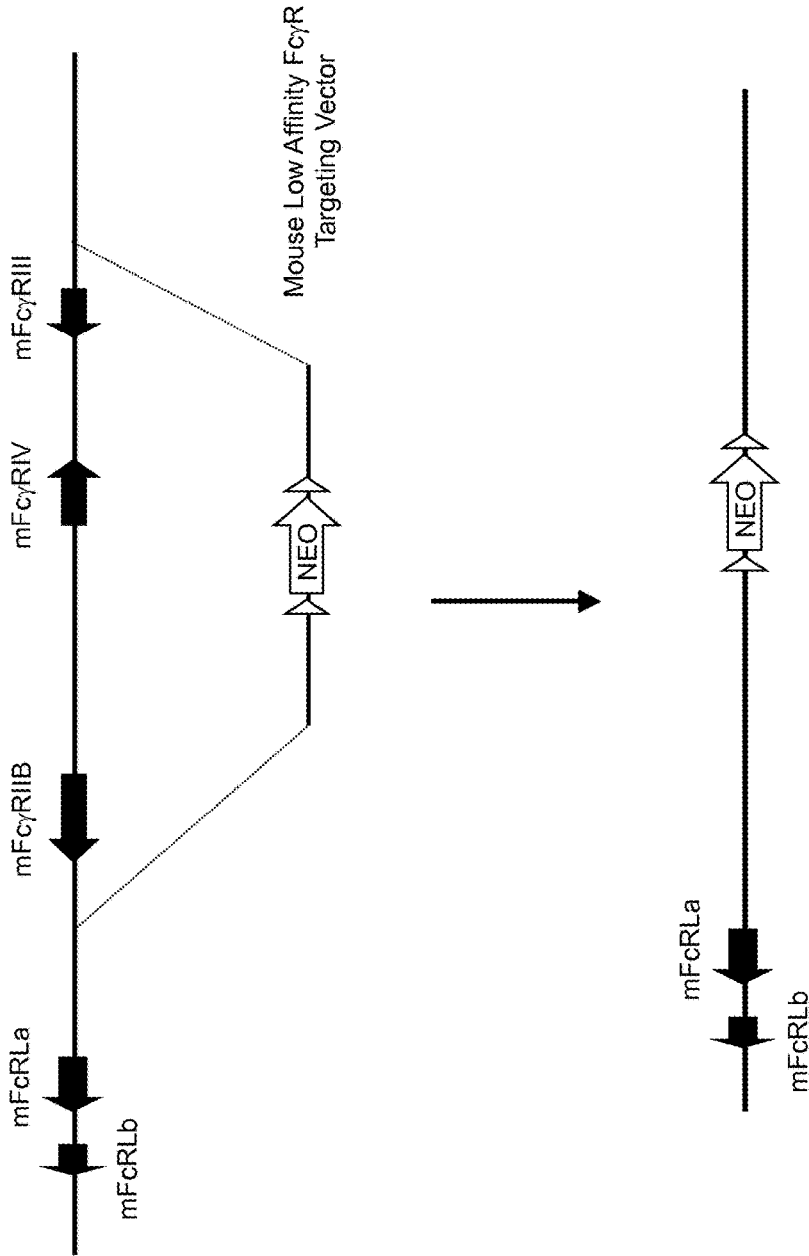 mFcRLa
mFcRLb
mFcγRIIB
mFcγRIV
mFcγRIII
NEO
Mouse Low Affinity FcγR
Targeting Vector
mFcRLa
mFcRLb
NEO